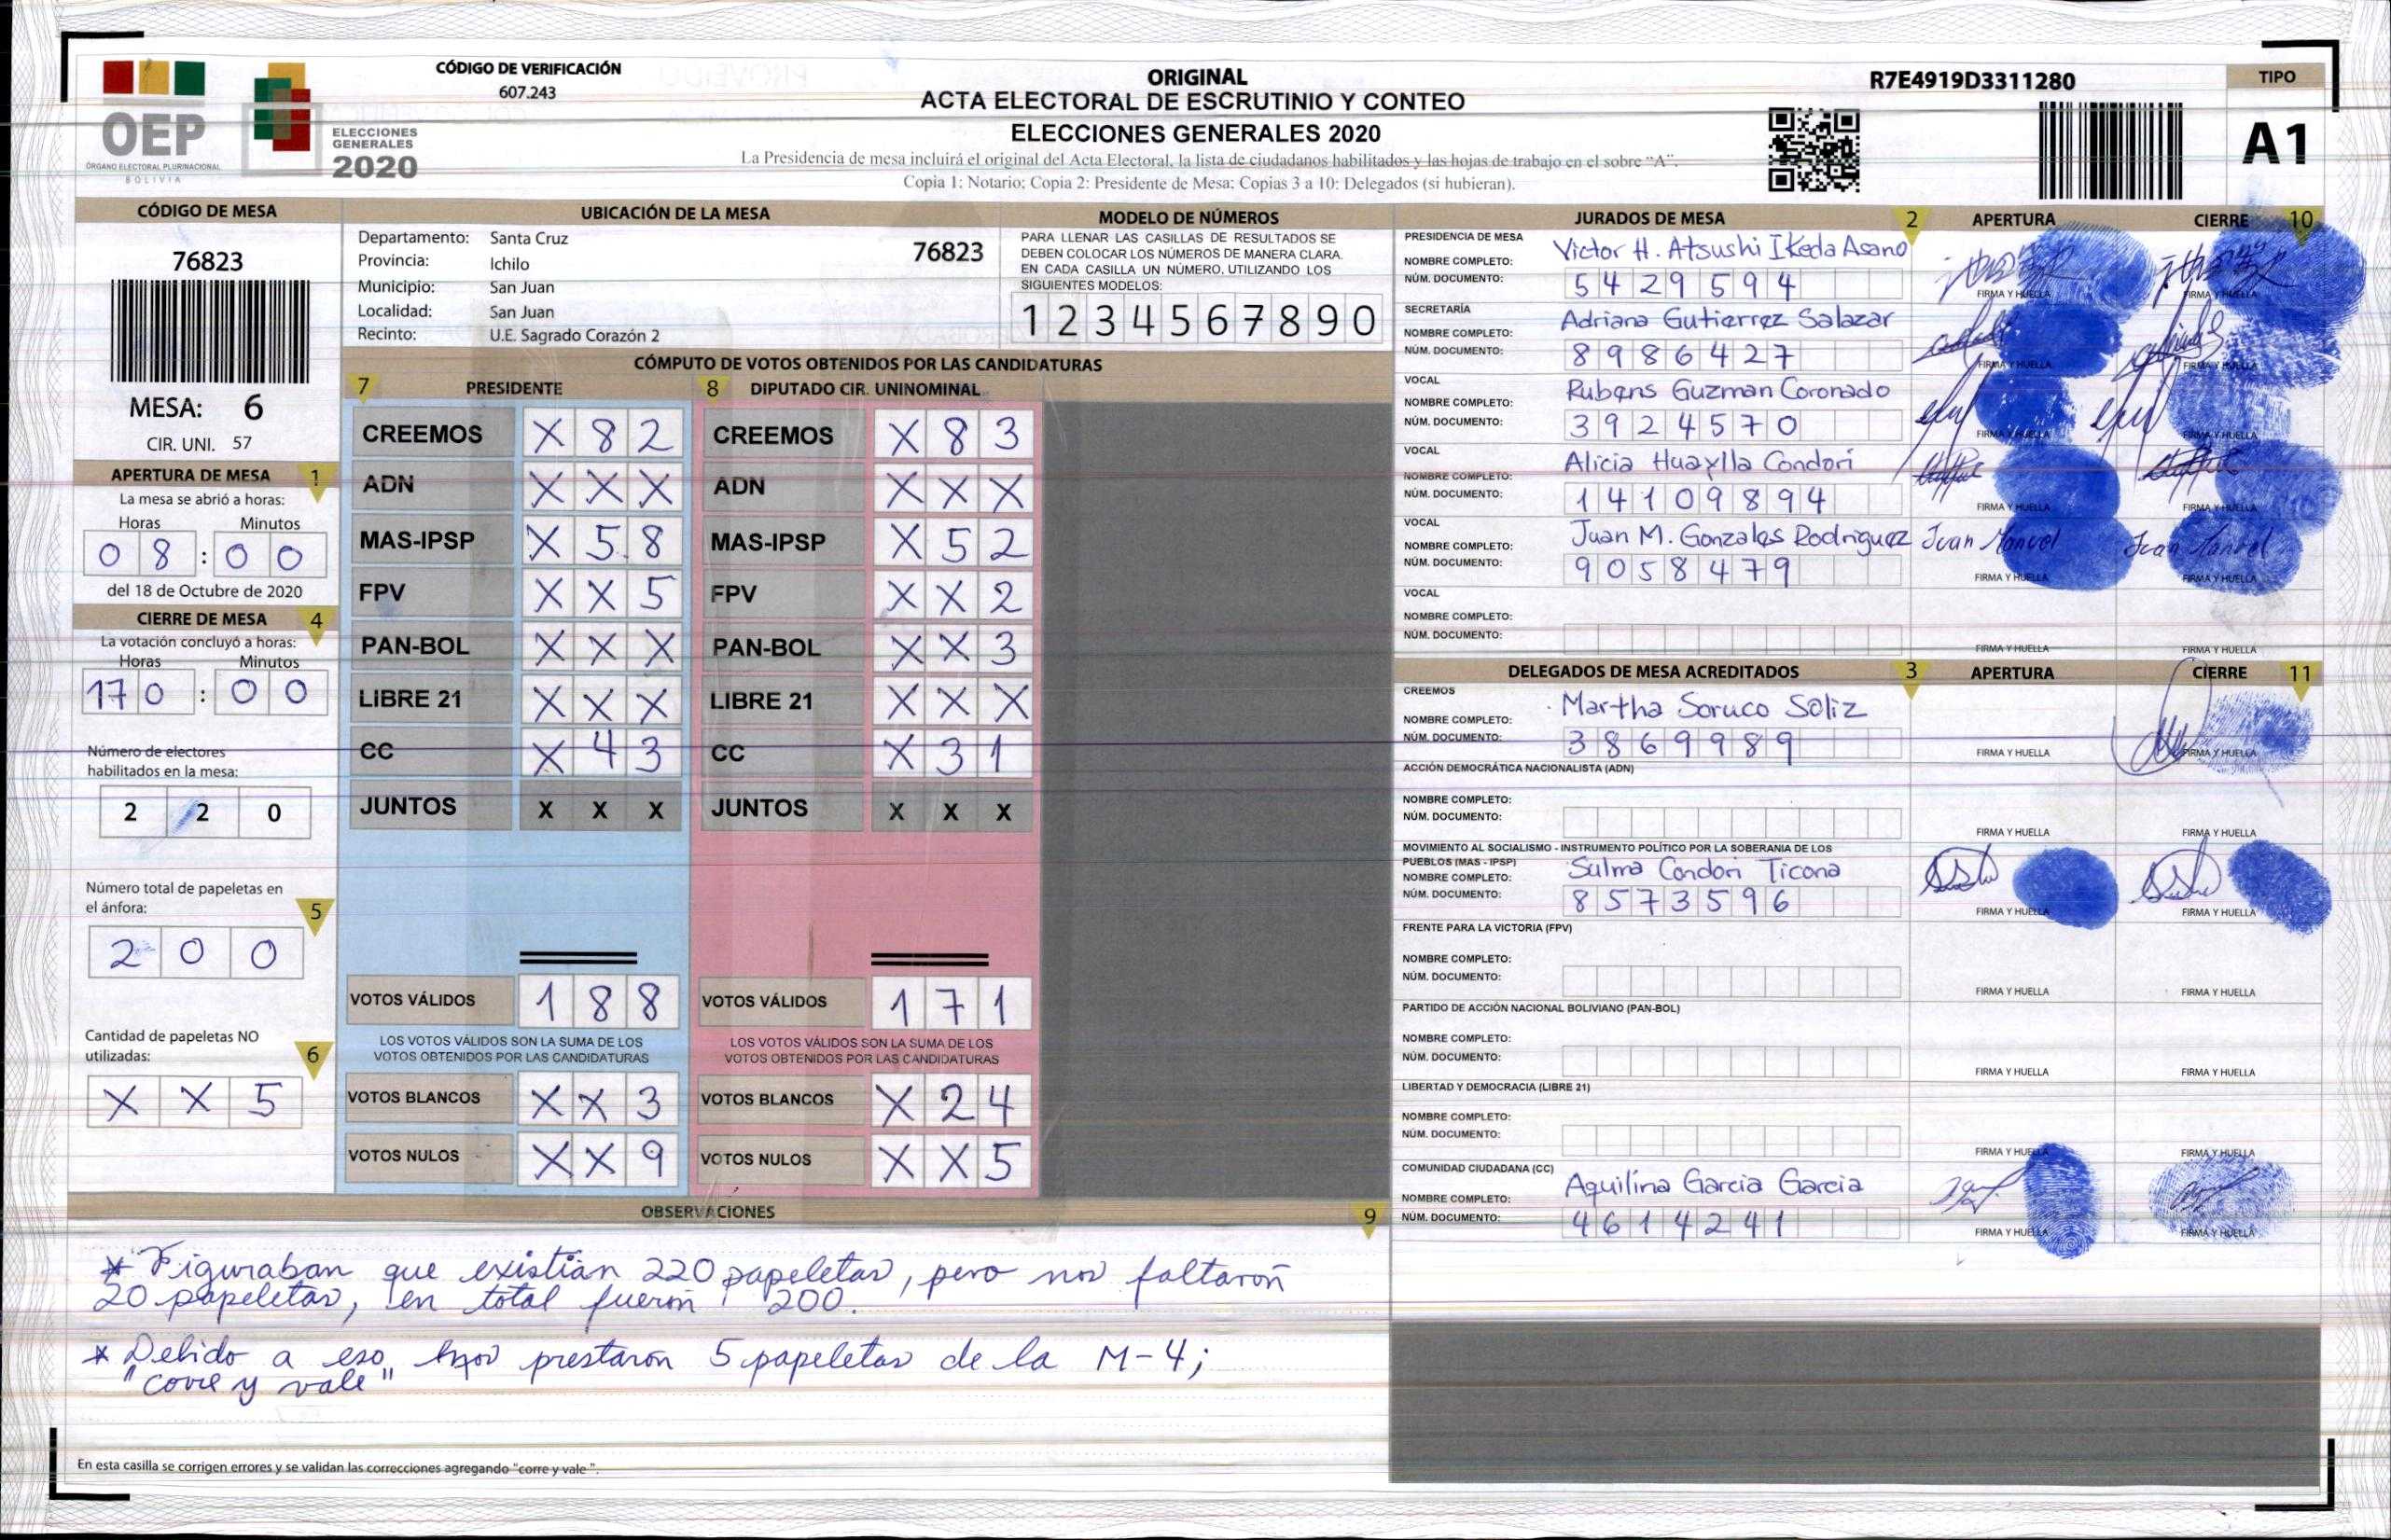 OEP
ÓRGANO ELECTORAL PLURINACIONAL
BOLIVIA
ELECCIONES
GENERALES
2020
CÓDIGO DE VERIFICACIÓN
607.243
ORIGINAL
ACTA ELECTORAL DE ESCRUTINIO Y CONTEO
ELECCIONES GENERALES 2020
La Presidencia de mesa incluirá el original del Acta Electoral, la lista de ciudadanos habilitados y las hojas de trabajo en el sobre "A".
Copia 1: Notario; Copia 2: Presidente de Mesa; Copias 3 a 10: Delegados (si hubieran).
R7E4919D3311280
TIPO
A1
CÓDIGO DE MESA
76823
MESA: 6
CIR. UNI. 57
APERTURA DE MESA 1
La mesa se abrió a horas:
Horas Minutos
0 8 : 0 0
del 18 de Octubre de 2020
CIERRE DE MESA 4
La votación concluyó a horas:
Horas Minutos
17 0 : 0 0
Número de electores
habilitados en la mesa:
2 2 0
Número total de papeletas en
el ánfora: 5
2 0 0
Cantidad de papeletas NO
utilizadas: 6
X X 5
UBICACIÓN DE LA MESA
Departamento: Santa Cruz 76823
Provincia: Ichilo
Municipio: San Juan
Localidad: San Juan
Recinto: U.E. Sagrado Corazón 2
MODELO DE NÚMEROS
PARA LLENAR LAS CASILLAS DE RESULTADOS SE
DEBEN COLOCAR LOS NÚMEROS DE MANERA CLARA.
EN CADA CASILLA UN NÚMERO, UTILIZANDO LOS
SIGUIENTES MODELOS:
1 2 3 4 5 6 7 8 9 0
CÓMPUTO DE VOTOS OBTENIDOS POR LAS CANDIDATURAS
7 PRESIDENTE 8 DIPUTADO CIR. UNINOMINAL
CREEMOS X 8 2 CREEMOS X 8 3
ADN X X X ADN X X X
MAS-IPSP X 5 8 MAS-IPSP X 5 2
FPV X X 5 FPV X X 2
PAN-BOL X X X PAN-BOL X X 3
LIBRE 21 X X X LIBRE 21 X X X
CC X 4 3 CC X 3 1
JUNTOS X X X JUNTOS X X X
VOTOS VÁLIDOS 1 8 8 VOTOS VÁLIDOS 1 7 1
LOS VOTOS VÁLIDOS SON LA SUMA DE LOS LOS VOTOS VÁLIDOS SON LA SUMA DE LOS
VOTOS OBTENIDOS POR LAS CANDIDATURAS VOTOS OBTENIDOS POR LAS CANDIDATURAS
VOTOS BLANCOS X X 3 VOTOS BLANCOS X 2 4
VOTOS NULOS X X 9 VOTOS NULOS X X 5
OBSERVACIONES 9
* Figuraban que existían 220 papeletas, pero nos faltaron
20 papeletas, en total fueron 200.
* Debido a eso, nos prestaron 5 papeletas de la M-4;
"corre y vale"
En esta casilla se corrigen errores y se validan las correcciones agregando "corre y vale".
JURADOS DE MESA 2 APERTURA CIERRE 10
PRESIDENCIA DE MESA
NOMBRE COMPLETO: Victor H. Atsushi Ikeda Asano
NÚM. DOCUMENTO: 5429594
FIRMA Y HUELLA FIRMA Y HUELLA
SECRETARÍA
NOMBRE COMPLETO: Adriana Gutierrez Salazar
NÚM. DOCUMENTO: 8986427
FIRMA Y HUELLA FIRMA Y HUELLA
VOCAL
NOMBRE COMPLETO: Rubens Guzman Coronado
NÚM. DOCUMENTO: 3924570
FIRMA Y HUELLA FIRMA Y HUELLA
VOCAL
NOMBRE COMPLETO: Alicia Huaylla Condori
NÚM. DOCUMENTO: 14109894
FIRMA Y HUELLA FIRMA Y HUELLA
VOCAL
NOMBRE COMPLETO: Juan M. Gonzales Rodriguez Juan Manuel Juan Manuel
NÚM. DOCUMENTO: 9058479
FIRMA Y HUELLA FIRMA Y HUELLA
VOCAL
NOMBRE COMPLETO:
NÚM. DOCUMENTO:
FIRMA Y HUELLA FIRMA Y HUELLA
DELEGADOS DE MESA ACREDITADOS 3 APERTURA CIERRE 11
CREEMOS
NOMBRE COMPLETO: Martha Soruco Soliz
NÚM. DOCUMENTO: 3869989
FIRMA Y HUELLA FIRMA Y HUELLA
ACCIÓN DEMOCRÁTICA NACIONALISTA (ADN)
NOMBRE COMPLETO:
NÚM. DOCUMENTO:
FIRMA Y HUELLA FIRMA Y HUELLA
MOVIMIENTO AL SOCIALISMO - INSTRUMENTO POLÍTICO POR LA SOBERANIA DE LOS
PUEBLOS (MAS - IPSP)
NOMBRE COMPLETO: Sulma Condori Ticona
NÚM. DOCUMENTO: 8573596
FIRMA Y HUELLA FIRMA Y HUELLA
FRENTE PARA LA VICTORIA (FPV)
NOMBRE COMPLETO:
NÚM. DOCUMENTO:
FIRMA Y HUELLA FIRMA Y HUELLA
PARTIDO DE ACCIÓN NACIONAL BOLIVIANO (PAN-BOL)
NOMBRE COMPLETO:
NÚM. DOCUMENTO:
FIRMA Y HUELLA FIRMA Y HUELLA
LIBERTAD Y DEMOCRACIA (LIBRE 21)
NOMBRE COMPLETO:
NÚM. DOCUMENTO:
FIRMA Y HUELLA FIRMA Y HUELLA
COMUNIDAD CIUDADANA (CC)
NOMBRE COMPLETO: Aquilina Garcia Garcia
NÚM. DOCUMENTO: 4614241
FIRMA Y HUELLA FIRMA Y HUELLA